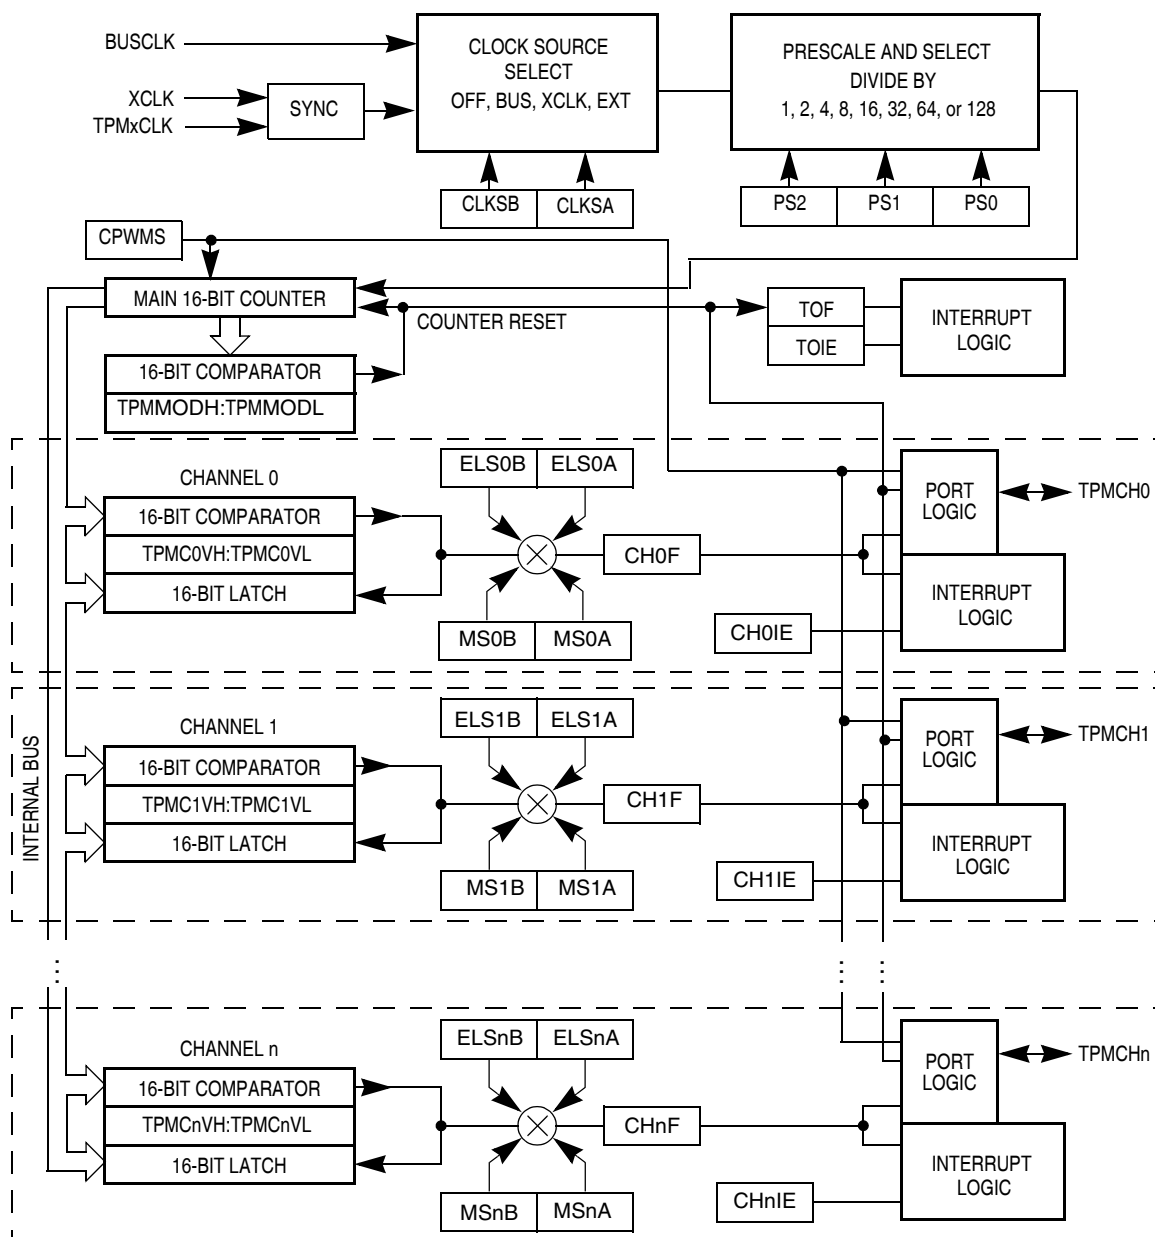 BUSCLK
XCLK
TPMxCLK
SYNC
CLOCK SOURCE
SELECT
OFF, BUS, XCLK, EXT
PRESCALE AND SELECT
DIVIDE BY
1, 2, 4, 8, 16, 32, 64, or 128
CLKSB
CLKSA
PS2
PS1
PS0
CPWMS
MAIN 16-BIT COUNTER
COUNTER RESET
TOF
TOIE
INTERRUPT
LOGIC
16-BIT COMPARATOR
TPMMODH:TPMMODL
CHANNEL 0
16-BIT COMPARATOR
TPMC0VH:TPMC0VL
16-BIT LATCH
ELS0B
ELS0A
MS0B
MS0A
CH0F
CH0IE
PORT
LOGIC
INTERRUPT
LOGIC
TPMCH0
INTERNAL BUS
CHANNEL 1
16-BIT COMPARATOR
TPMC1VH:TPMC1VL
16-BIT LATCH
ELS1B
ELS1A
MS1B
MS1A
CH1F
CH1IE
PORT
LOGIC
INTERRUPT
LOGIC
TPMCH1
...
... ...
CHANNEL n
16-BIT COMPARATOR
TPMCnVH:TPMCnVL
16-BIT LATCH
ELSnB
ELSnA
MSnB
MSnA
CHnF
CHnIE
PORT
LOGIC
INTERRUPT
LOGIC
TPMCHn